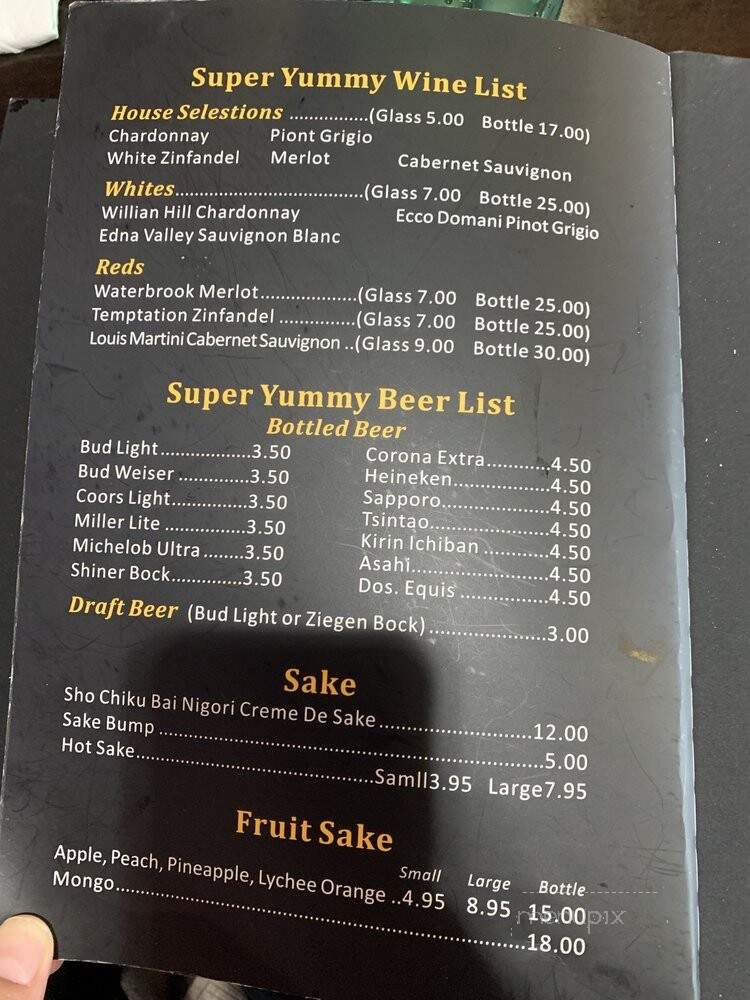 Super Yummy Wine List
House Selestions ................(Glass 5.00 Bottle 17.00)
Chardonnay Piont Grigio
White Zinfandel Merlot Cabernet Sauvignon
Whites.....................................(Glass 7.00 Bottle 25.00)
Willian Hill Chardonnay Ecco Domani Pinot Grigio
Edna Valley Sauvignon Blanc
Reds
Waterbrook Merlot...................(Glass 7.00 Bottle 25.00)
Temptation Zinfandel ...............(Glass 7.00 Bottle 25.00)
Louis Martini Cabernet Sauvignon ..(Glass 9.00 Bottle 30.00)
Super Yummy Beer List
Bottled Beer
Bud Light..................3.50
Bud Weiser ..............3.50
Coors Light...............3.50
Miller Lite ................3.50
Michelob Ultra ........3.50
Shiner Bock..............3.50
Corona Extra............4.50
Heineken...................4.50
Sapporo.....................4.50
Tsintao.......................4.50
Kirin Ichiban ............4.50
Asahi..........................4.50
Dos. Equis .................4.50
Draft Beer (Bud Light or Ziegen Bock).......................3.00
Sake
Sho Chiku Bai Nigori Creme De Sake...........................12.00
Sake Bump ....................................................................5.00
Hot Sake...........................................Samll3.95 Large7.95
Fruit Sake
Small Large Bottle
Apple, Peach, Pineapple, Lychee Orange ..4.95 8.95 15.00
Mongo.........................................................................18.00
menupix